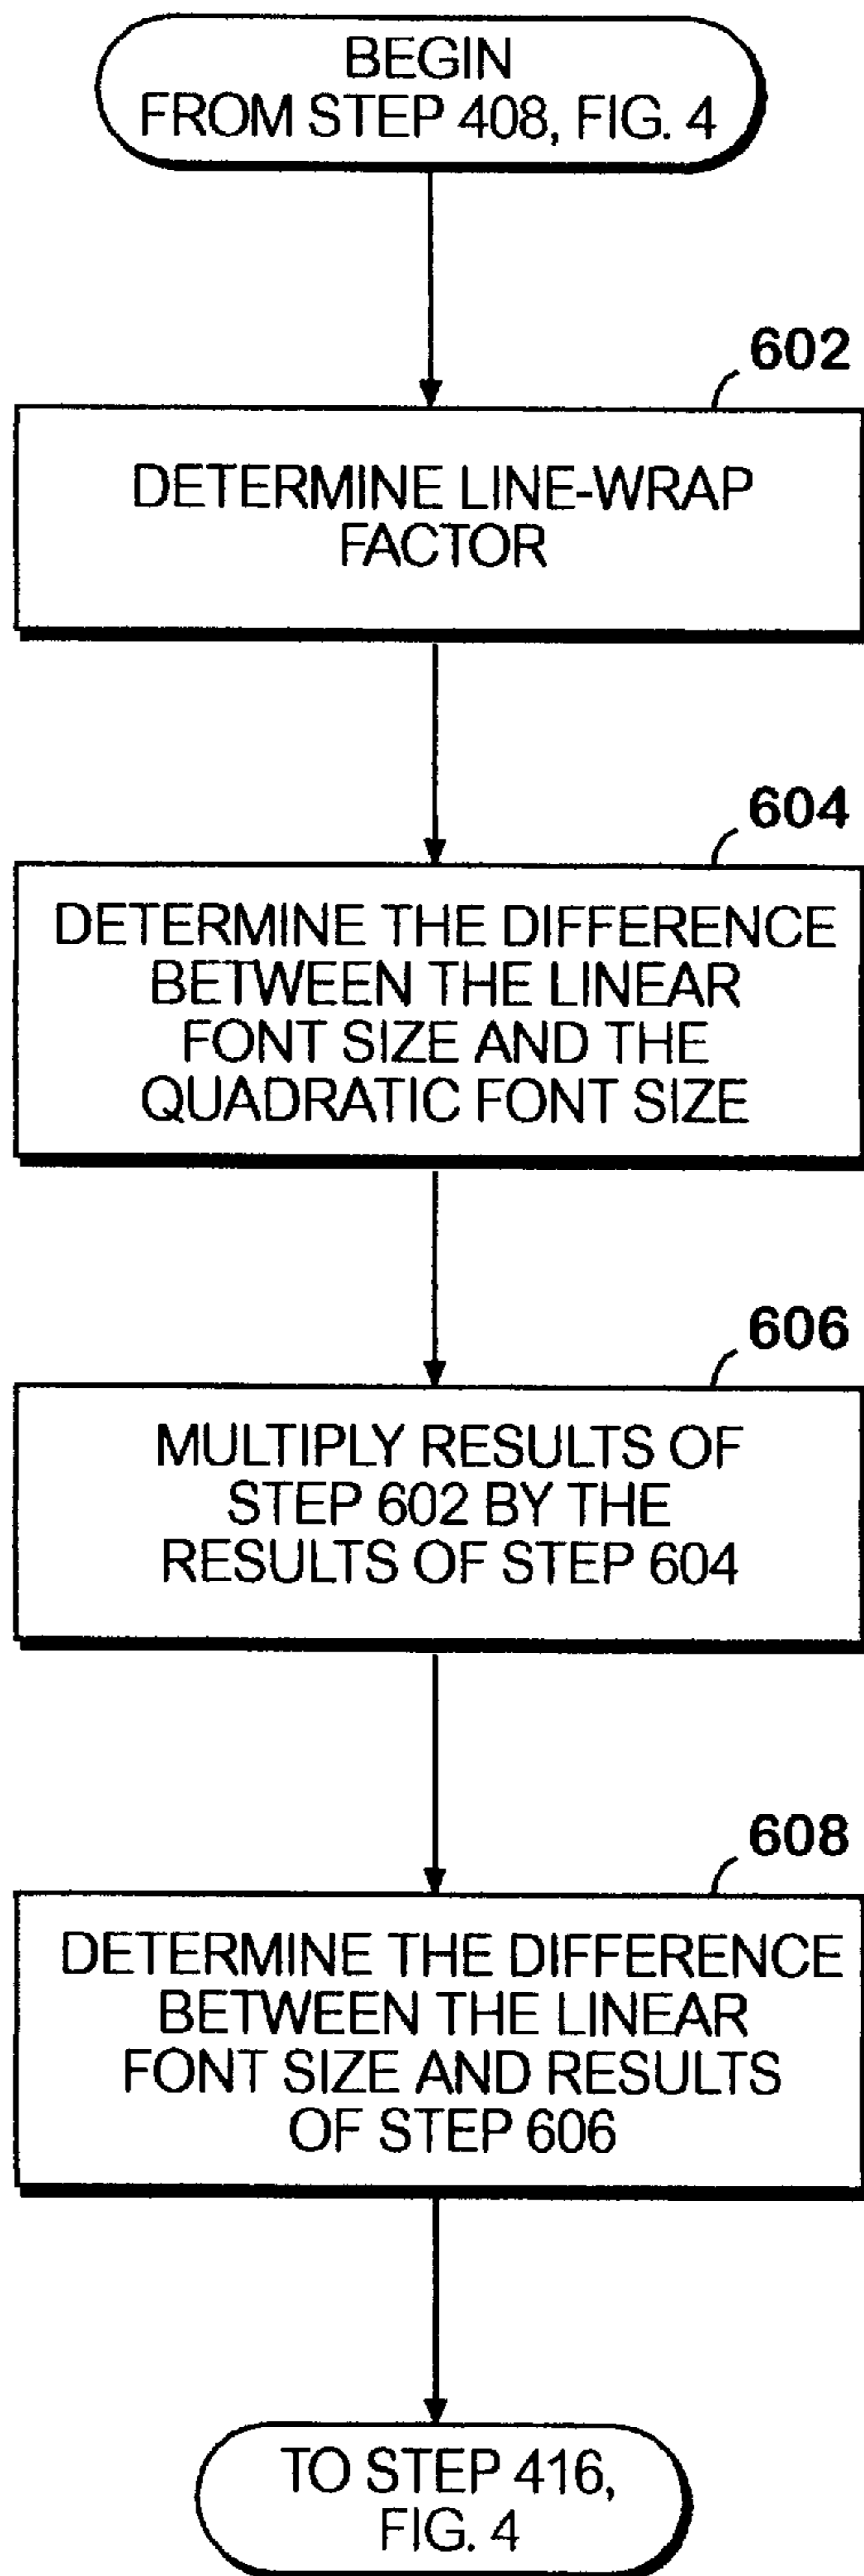 BEGIN
FROM STEP 408, FIG. 4
602
DETERMINE LINE-WRAP
FACTOR
604
DETERMINE THE DIFFERENCE
BETWEEN THE LINEAR
FONT SIZE AND THE
QUADRATIC FONT SIZE
606
MULTIPLY RESULTS OF
STEP 602 BY THE
RESULTS OF STEP 604
608
DETERMINE THE DIFFERENCE
BETWEEN THE LINEAR
FONT SIZE AND RESULTS
OF STEP 606
TO STEP 416,
FIG. 4